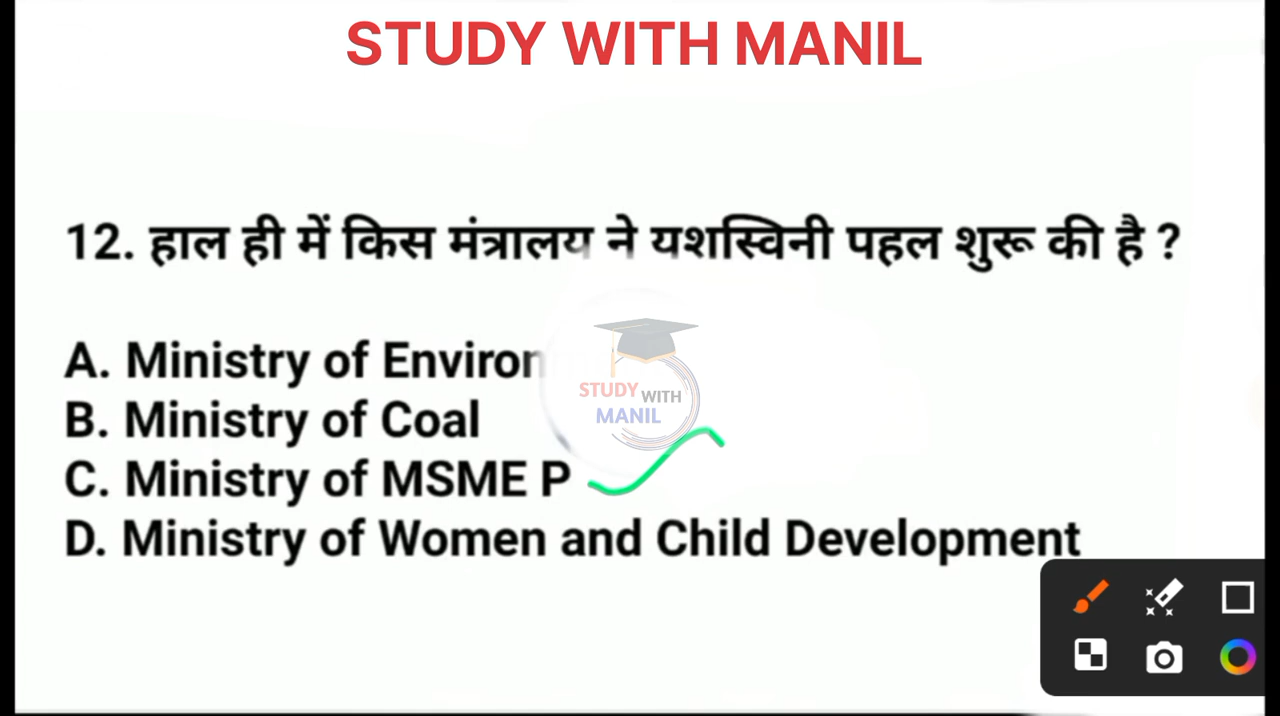 STUDY WITH MANIL
12. हाल ही में किस मंत्रालय ने यशस्विनी पहल शुरू की है ?
A. Ministry of
B. Ministry of Coal
STUDY WITH
MANIL
C. Ministry of MSME P
D. Ministry of Women and Child Development